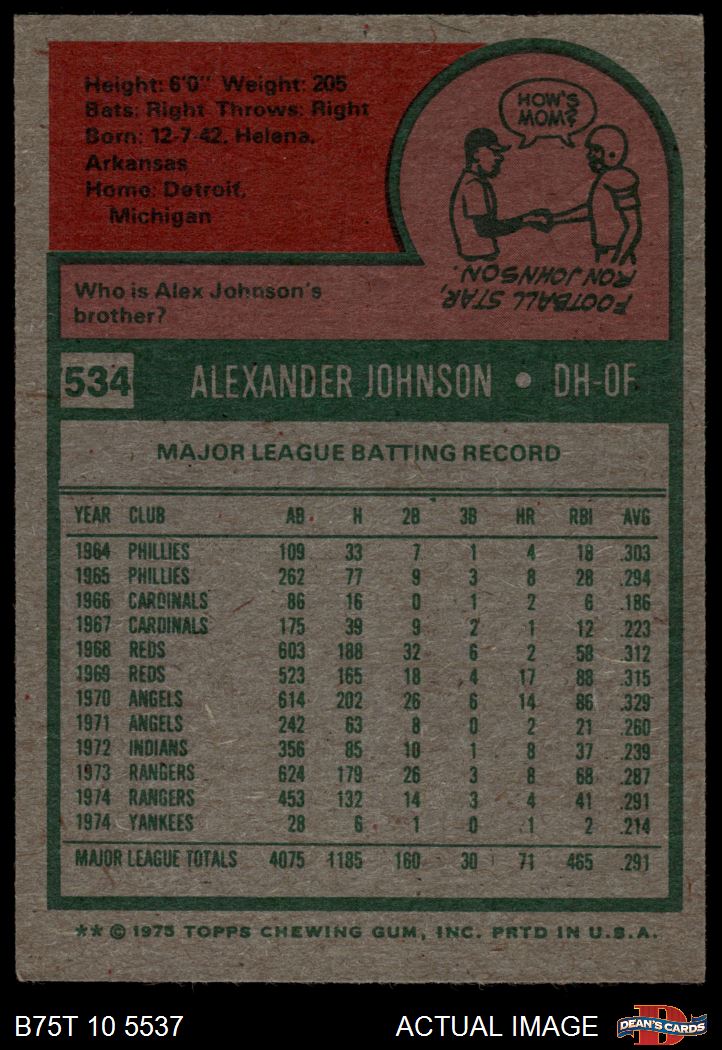 Height: 6'0" Weight: 205
Bats: Right Throws: Right
Born: 12-7-42, Helena,
Arkansas
Home: Detroit,
Michigan
HOW'S
MOM?
Who is Alex Johnson's
brother?
FOOTBALL STAR,
RON JOHNSON.
534 ALEXANDER JOHNSON • DH-OF
MAJOR LEAGUE BATTING RECORD
YEAR CLUB AB H 2B 3B HR RBI AVG
1964 PHILLIES 109 33 7 1 4 18 .303
1965 PHILLIES 262 77 9 3 8 28 .294
1966 CARDINALS 86 16 0 1 2 6 .186
1967 CARDINALS 175 39 9 2 1 12 .223
1968 REDS 603 188 32 6 2 58 .312
1969 REDS 523 165 18 4 17 88 .315
1970 ANGELS 614 202 26 6 14 86 .329
1971 ANGELS 242 63 8 0 2 21 .260
1972 INDIANS 356 85 10 1 8 37 .239
1973 RANGERS 624 179 26 3 8 68 .287
1974 RANGERS 453 132 14 3 4 41 .291
1974 YANKEES 28 6 1 0 1 2 .214
MAJOR LEAGUE TOTALS 4075 1185 160 30 71 465 .291
** © 1975 TOPPS CHEWING GUM, INC. PRTD IN U.S.A.
B75T 10 5537 ACTUAL IMAGE D DEAN'S CARDS